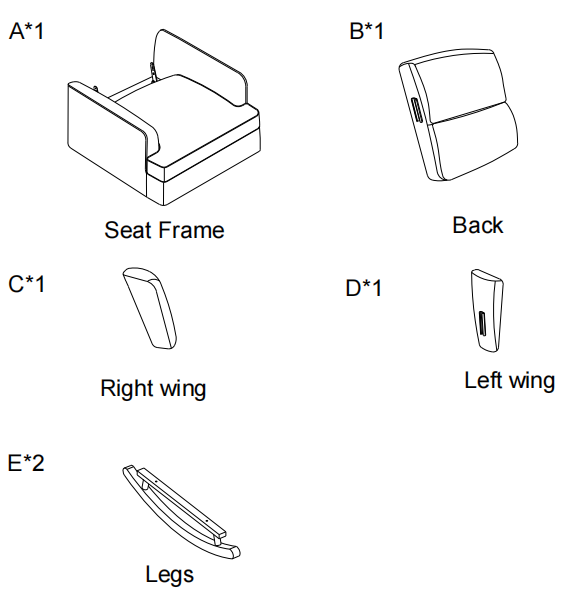 A*1
B*1
Seat Frame
Back
C*1
D*1
Right wing
Left wing
E*2
Legs